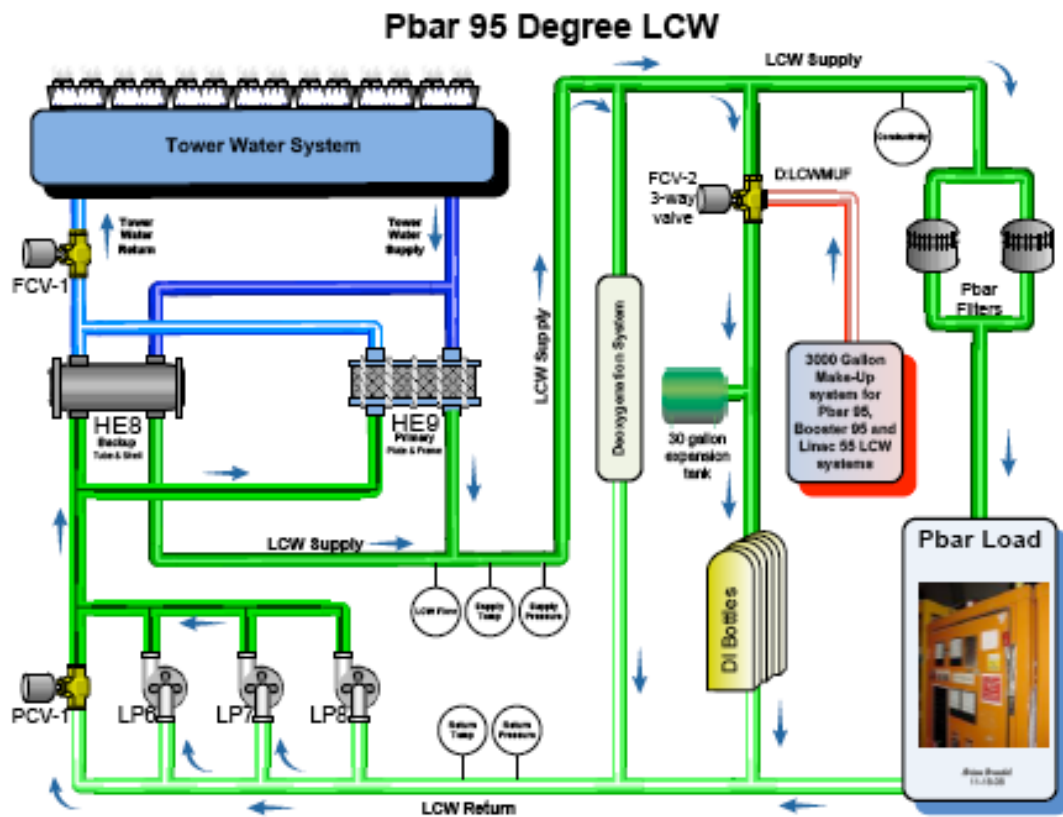 Pbar 95 Degree LCW
LCW Supply
Tower Water System
Conductivity
FCV-2
3-way
valve
D:LCWMUF
Tower
Water
Return
Tower
Water
Supply
FCV-1
Pbar
Filters
LCW Supply
Deoxygenation System
3000 Gallon
Make-Up
system for
Pbar 95,
Booster 95 and
Linac 55 LCW
systems
HE8
Backup
Tube & Shell
HE9
Primary
Plate & Frame
30 gallon
expansion
tank
LCW Supply
Pbar Load
LCW Flow
Supply
Temp
Supply
Pressure
DI Bottles
PCV-1
LP6
LP7
LP8
Return
Temp
Return
Pressure
LCW Return